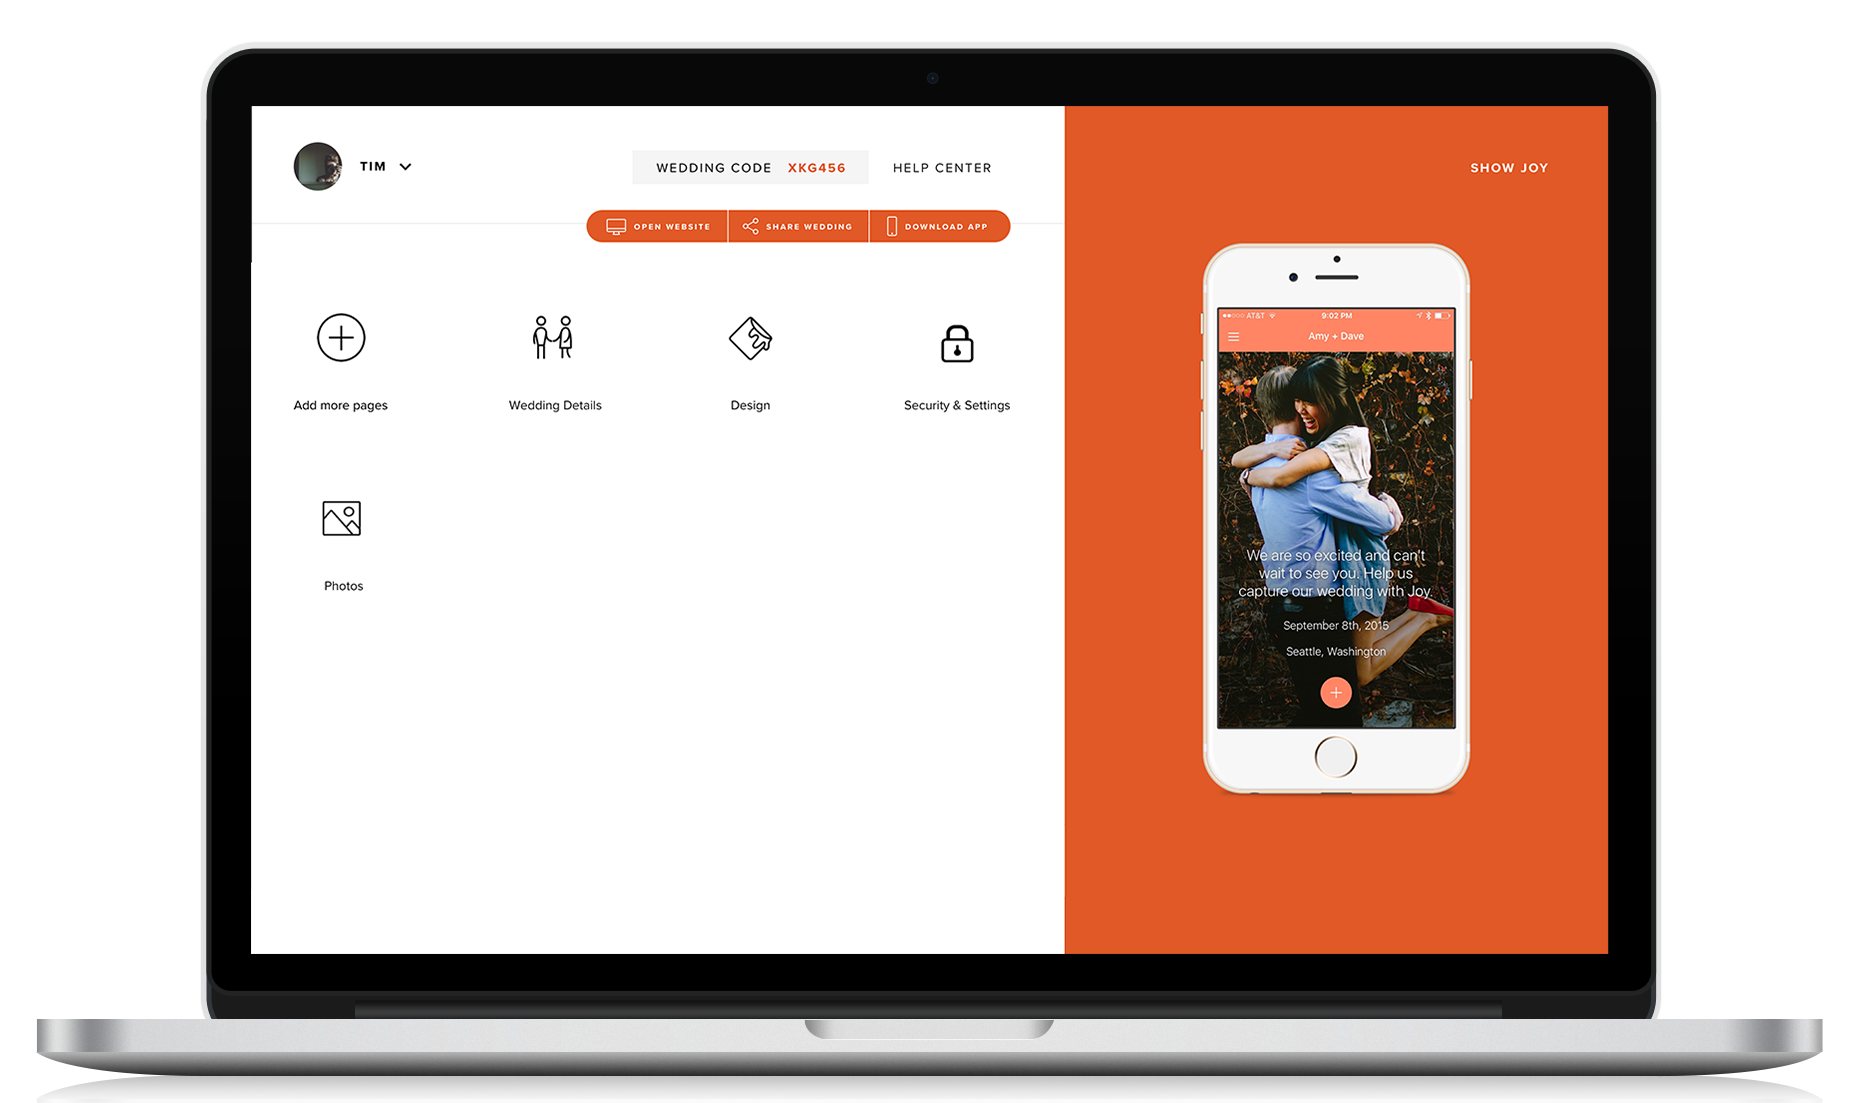 TIM
WEDDING CODE XKG456
HELP CENTER
SHOW JOY
OPEN WEBSITE
SHARE WEDDING
DOWNLOAD APP
Add more pages
Wedding Details
Design
Security & Settings
Photos
AT&T
9:02 PM
Amy + Dave
We are so excited and can't
wait to see you. Help us
capture our wedding with Joy.
September 8th, 2015
Seattle, Washington